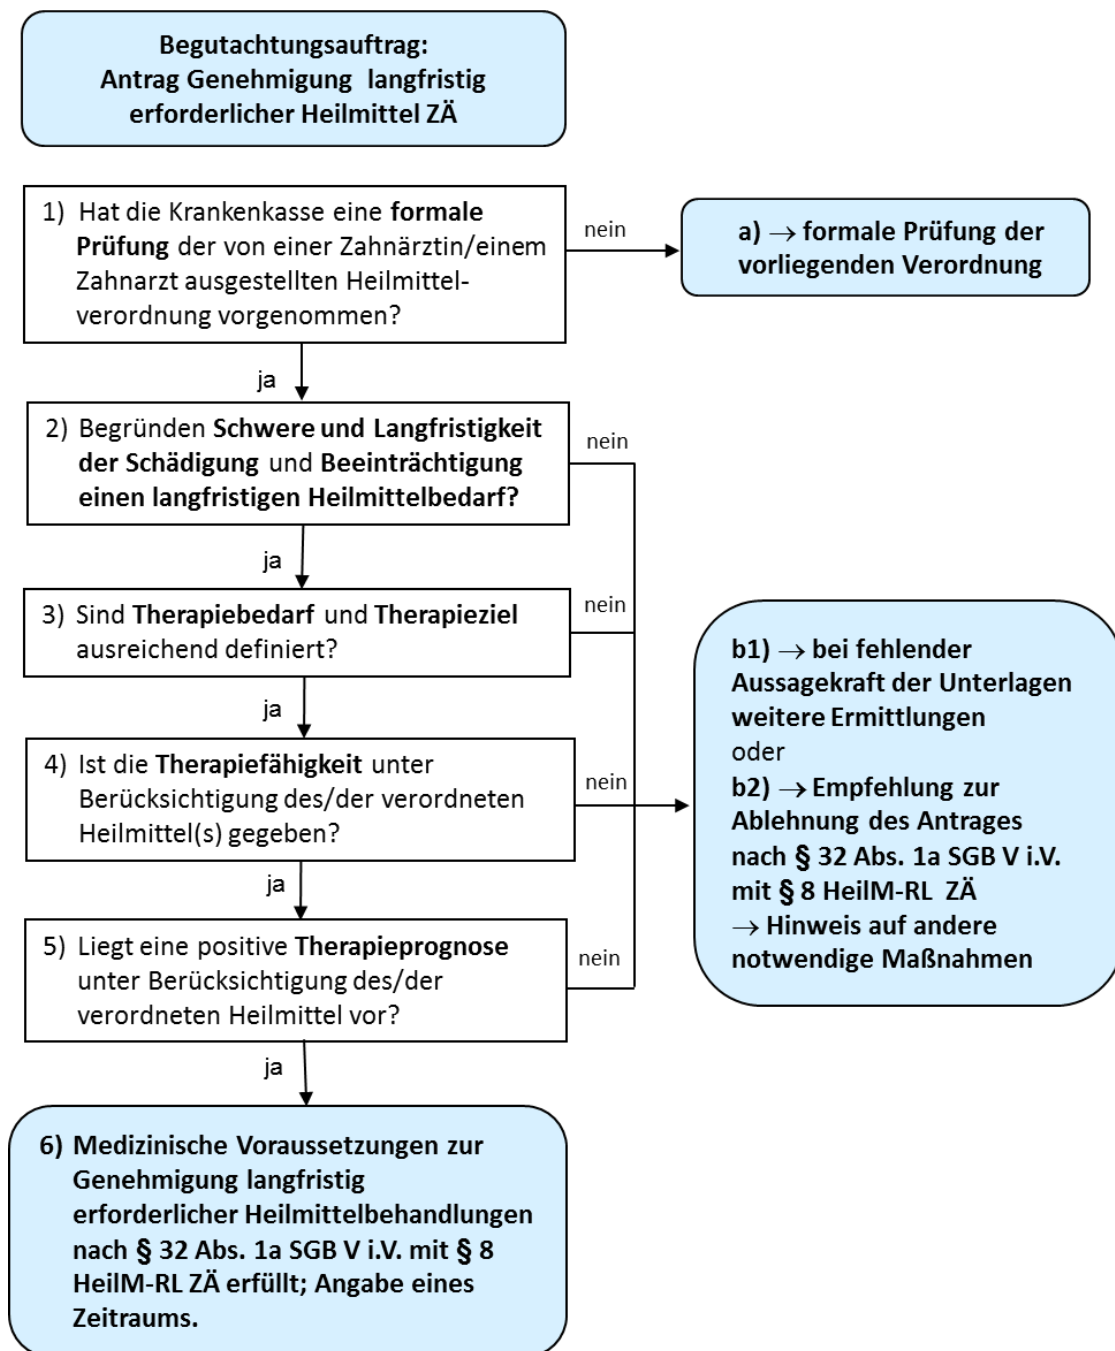 Begutachtungsauftrag:
Antrag Genehmigung langfristig
erforderlicher Heilmittel ZÄ
1) Hat die Krankenkasse eine formale
Prüfung der von einer Zahnärztin/einem
Zahnarzt ausgestellten Heilmittel-
verordnung vorgenommen?
nein
a) → formale Prüfung der
vorliegenden Verordnung
ja
2) Begründen Schwere und Langfristigkeit
der Schädigung und Beeinträchtigung
einen langfristigen Heilmittelbedarf?
nein
ja
3) Sind Therapiebedarf und Therapieziel
ausreichend definiert?
nein
ja
4) Ist die Therapiefähigkeit unter
Berücksichtigung des/der verordneten
Heilmittel(s) gegeben?
nein
b1) → bei fehlender
Aussagekraft der Unterlagen
weitere Ermittlungen
oder
b2) → Empfehlung zur
Ablehnung des Antrages
nach § 32 Abs. 1a SGB V i.V.
mit § 8 HeilM-RL ZÄ
→ Hinweis auf andere
notwendige Maßnahmen
ja
5) Liegt eine positive Therapieprognose
unter Berücksichtigung des/der
verordneten Heilmittel vor?
nein
ja
6) Medizinische Voraussetzungen zur
Genehmigung langfristig
erforderlicher Heilmittelbehandlungen
nach § 32 Abs. 1a SGB V i.V. mit § 8
HeilM-RL ZÄ erfüllt; Angabe eines
Zeitraums.